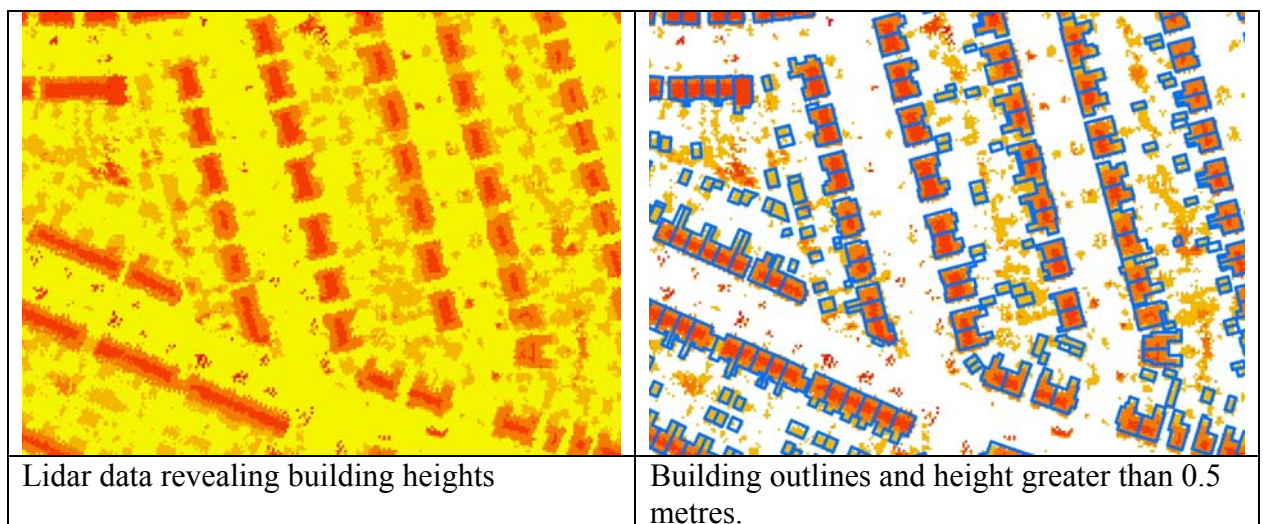 Lidar data revealing building heights
Building outlines and height greater than 0.5
metres.